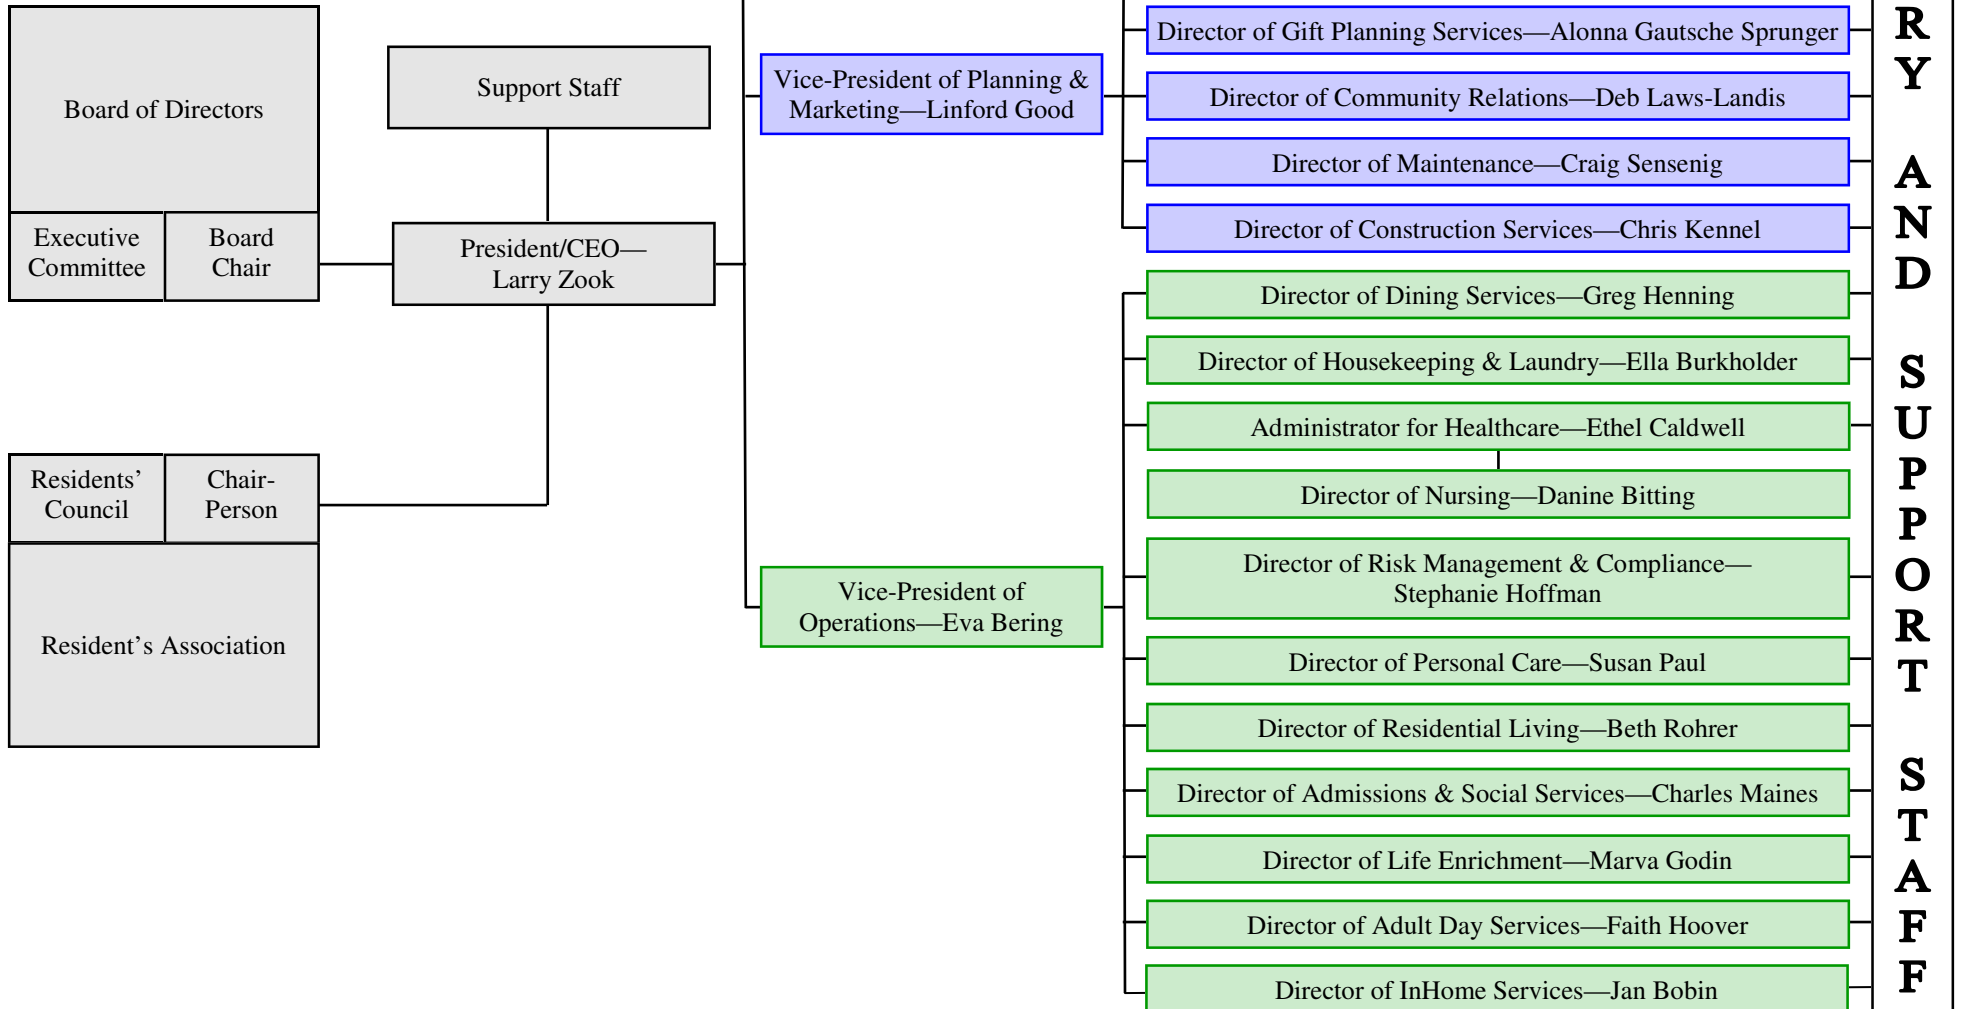 Board of Directors
Executive
Committee
Board
Chair
Support Staff
President/CEO—
Larry Zook
Residents’
Council
Chair-
Person
Resident’s Association
Vice-President of Planning &
Marketing—Linford Good
Vice-President of
Operations—Eva Bering
Director of Gift Planning Services—Alonna Gautsche Sprunger
Director of Community Relations—Deb Laws-Landis
Director of Maintenance—Craig Sensenig
Director of Construction Services—Chris Kennel
Director of Dining Services—Greg Henning
Director of Housekeeping & Laundry—Ella Burkholder
Administrator for Healthcare—Ethel Caldwell
Director of Nursing—Danine Bitting
Director of Risk Management & Compliance—
Stephanie Hoffman
Director of Personal Care—Susan Paul
Director of Residential Living—Beth Rohrer
Director of Admissions & Social Services—Charles Maines
Director of Life Enrichment—Marva Godin
Director of Adult Day Services—Faith Hoover
Director of InHome Services—Jan Bobin
RY AND SUPPORT STAFF